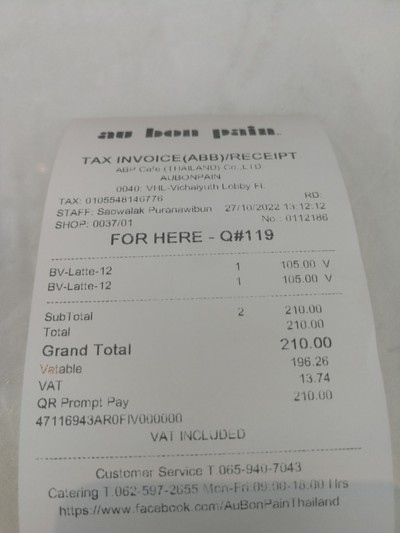 au bon pain.
TAX INVOICE(ABB)/RECEIPT
ABP Cafe (THAILAND) Co.,LTD.
AUBONPAIN
0040: VHL-Vichaiyuth Lobby FL
TAX: 0105548146776 RD:
STAFF: Saowalak Puranawibun 27/10/2022 13:12:12
SHOP: 0037/01 No.: 0112186
FOR HERE - Q#119
BV-Latte-12 1 105.00 V
BV-Latte-12 1 105.00 V
SubTotal 2 210.00
Total 210.00
Grand Total 210.00
Vatable 196.26
VAT 13.74
QR Prompt Pay 210.00
47116943AR0FIV000000
VAT INCLUDED
Customer Service T.065-940-7043
Catering T.062-597-2655 Mon-Fri:09:00-18:00 Hrs
https://www.facebook.com/AuBonPainThailand